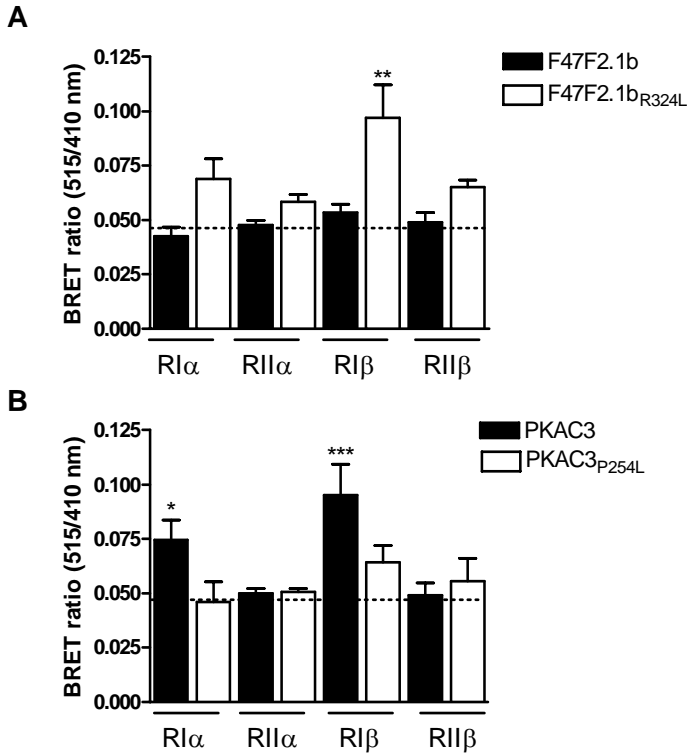 A
BRET ratio (515/410 nm)
0.125
0.100
0.075
0.050
0.025
0.000
**
F47F2.1b
F47F2.1bR324L
RIα RIIα RIβ RIIβ
B
BRET ratio (515/410 nm)
0.125
0.100
0.075
0.050
0.025
0.000
*
***
PKAC3
PKAC3P254L
RIα RIIα RIβ RIIβ